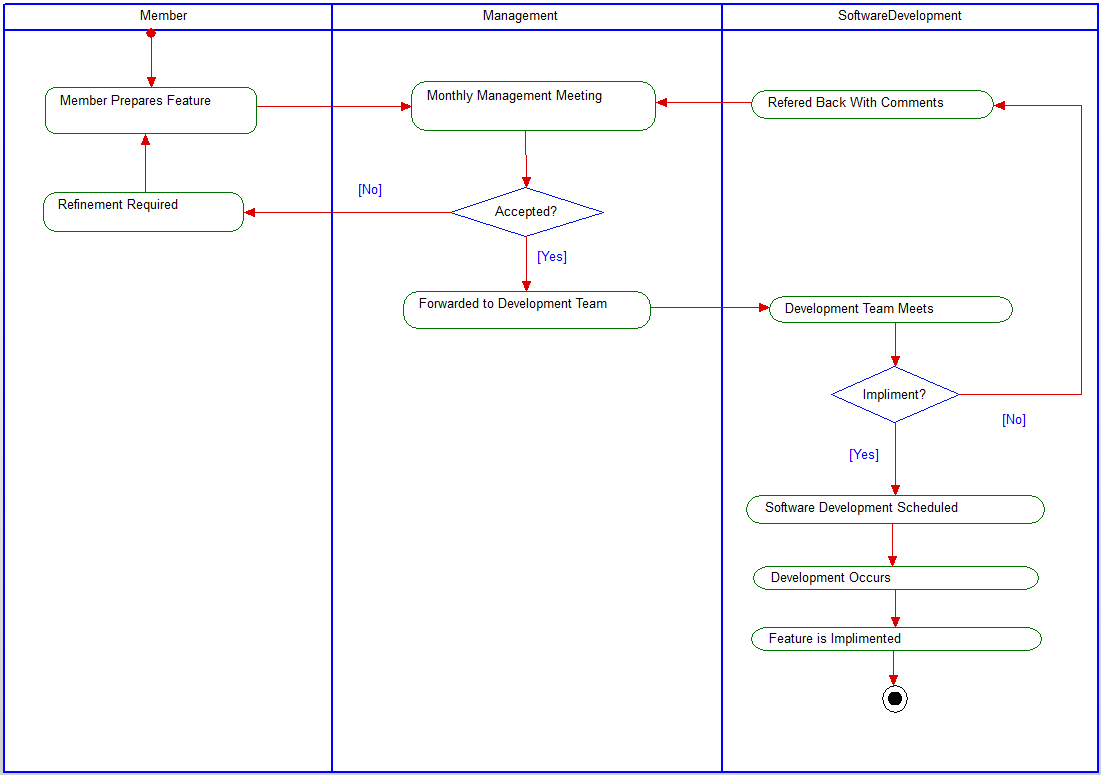 Member
Management
SoftwareDevelopment
Member Prepares Feature
Monthly Management Meeting
Refered Back With Comments
Refinement Required
[No]
Accepted?
[Yes]
Forwarded to Development Team
Development Team Meets
Impliment?
[No]
[Yes]
Software Development Scheduled
Development Occurs
Feature is Implimented